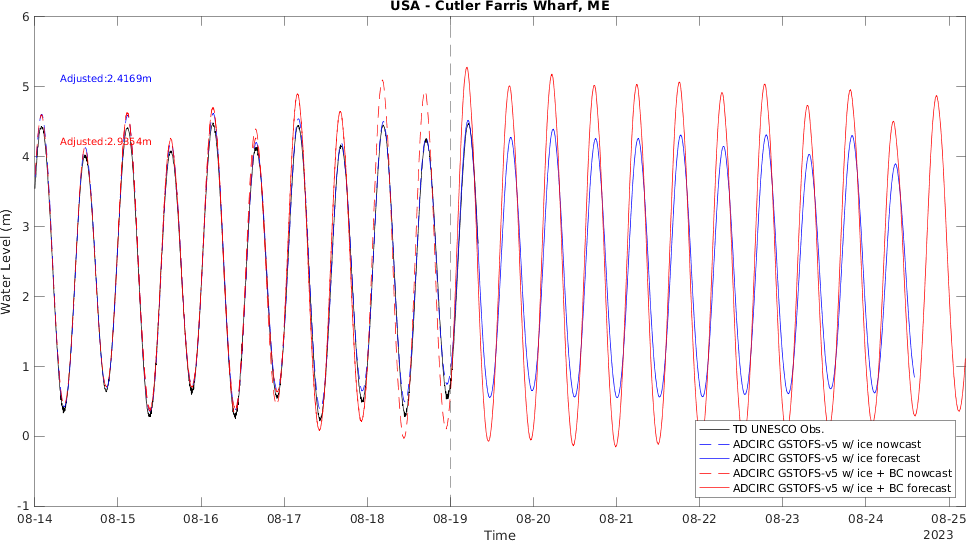 USA - Cutler Farris Wharf, ME
6
5
4
3
2
1
0
-1
Water Level (m)
Adjusted:2.4169m
Adjusted:2.9354m
TD UNESCO Obs.
ADCIRC GSTOFS-v5 w/ ice nowcast
ADCIRC GSTOFS-v5 w/ ice forecast
ADCIRC GSTOFS-v5 w/ ice + BC nowcast
ADCIRC GSTOFS-v5 w/ ice + BC forecast
08-14 08-15 08-16 08-17 08-18 08-19 08-20 08-21 08-22 08-23 08-24 08-25
Time
2023